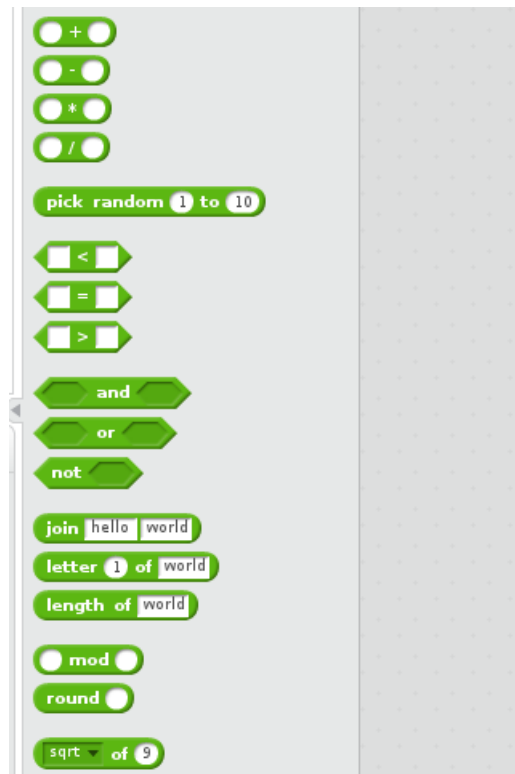 +
-
*
/
pick random 1 to 10
<
=
>
and
or
not
join hello world
letter 1 of world
length of world
mod
round
sqrt of 9